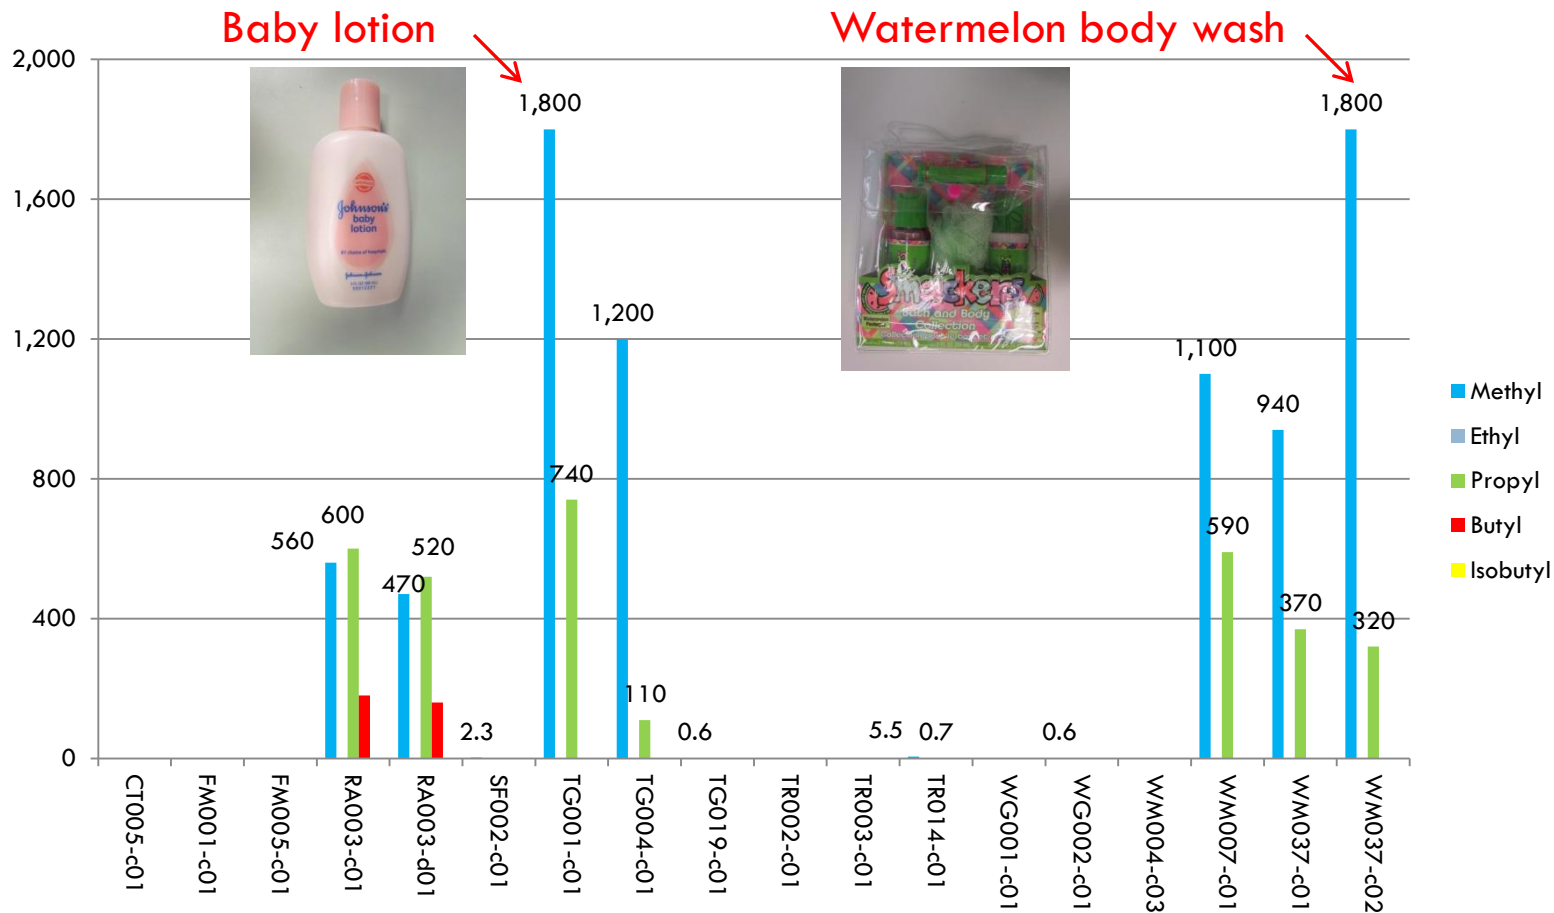 Baby lotion
Watermelon body wash
2,000
1,600
1,200
800
400
0
Johnson's
baby
lotion
Johnson & Johnson
Smackers
Bath and Body
Collection
560
600
470
520
2.3
1,800
740
1,200
110
0.6
5.5
0.7
0.6
1,100
590
940
370
1,800
320
CT005-c01
FM001-c01
FM005-c01
RA003-c01
RA003-d01
SF002-c01
TG001-c01
TG004-c01
TG019-c01
TR002-c01
TR003-c01
TR014-c01
WG001-c01
WG002-c01
WM004-c03
WM007-c01
WM037-c01
WM037-c02
Methyl
Ethyl
Propyl
Butyl
Isobutyl